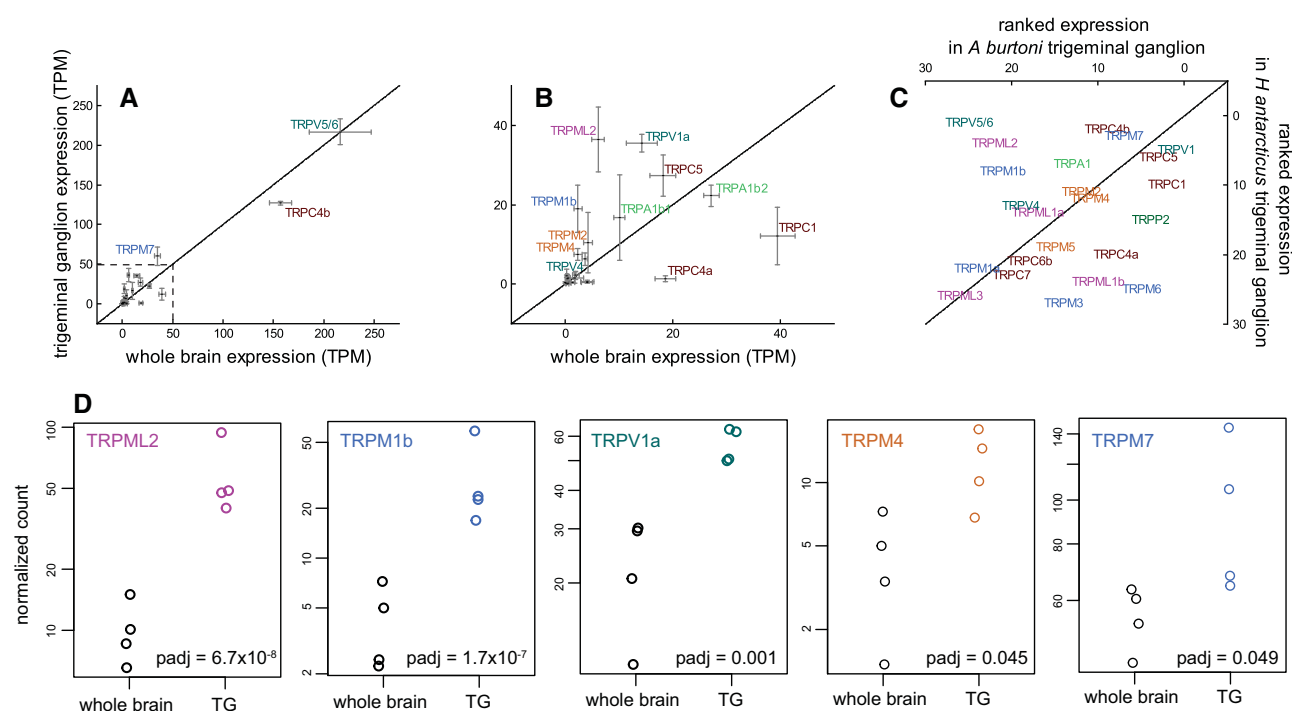 A
trigeminal ganglion expression (TPM)
250
200
150
100
50
0
TRPV5/6
TRPC4b
TRPM7
0
50
100
150
200
250
whole brain expression (TPM)
B
40
20
0
TRPML2
TRPV1a
TRPC5
TRPA1b2
TRPM1b
TRPA1b1
TRPC1
TRPM2
TRPM4
TRPV4
TRPC4a
0
20
40
whole brain expression (TPM)
ranked expression
in A burtoni trigeminal ganglion
30
20
10
0
C
TRPV5/6
TRPC4b
TRPM7
TRPML2
TRPV1
TRPC5
TRPA1
TRPM1b
TRPC1
TRPM2
TRPM4
TRPV4
TRPML1a
TRPP2
TRPM5
TRPC6b
TRPC4a
TRPC7
TRPML1b
TRPM6
TRPML3
TRPM3
0
10
20
30
ranked expression
in H antarcticus trigeminal ganglion
D
normalized count
100
50
20
10
TRPML2
padj = 6.7x10-8
whole brain
TG
50
20
10
5
2
TRPM1b
padj = 1.7x10-7
whole brain
TG
60
40
30
20
TRPV1a
padj = 0.001
whole brain
TG
10
5
2
TRPM4
padj = 0.045
whole brain
TG
140
100
80
60
TRPM7
padj = 0.049
whole brain
TG